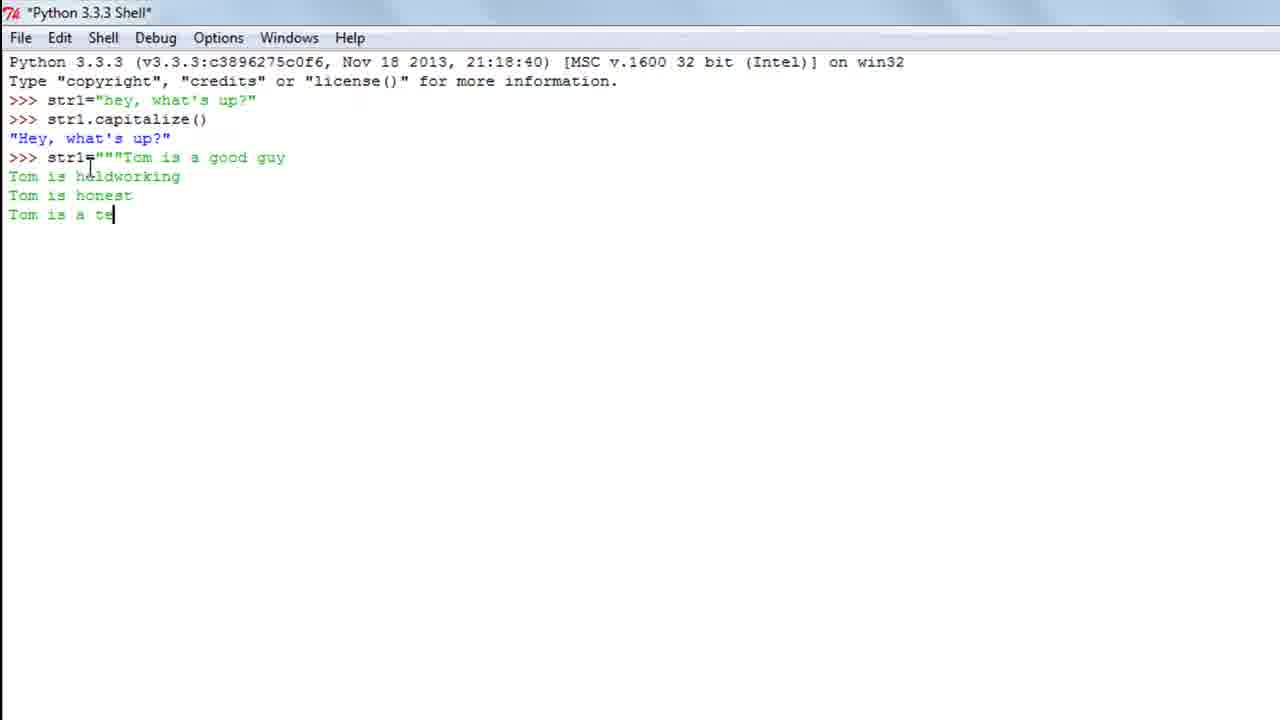 *Python 3.3.3 Shell*
File Edit Shell Debug Options Windows Help
Python 3.3.3 (v3.3.3:c3896275c0f6, Nov 18 2013, 21:18:40) [MSC v.1600 32 bit (Intel)] on win32
Type "copyright", "credits" or "license()" for more information.
>>> str1="hey, what's up?"
>>> str1.capitalize()
"Hey, what's up?"
>>> str1="""Tom is a good guy
Tom is haldworking
Tom is honest
Tom is a te